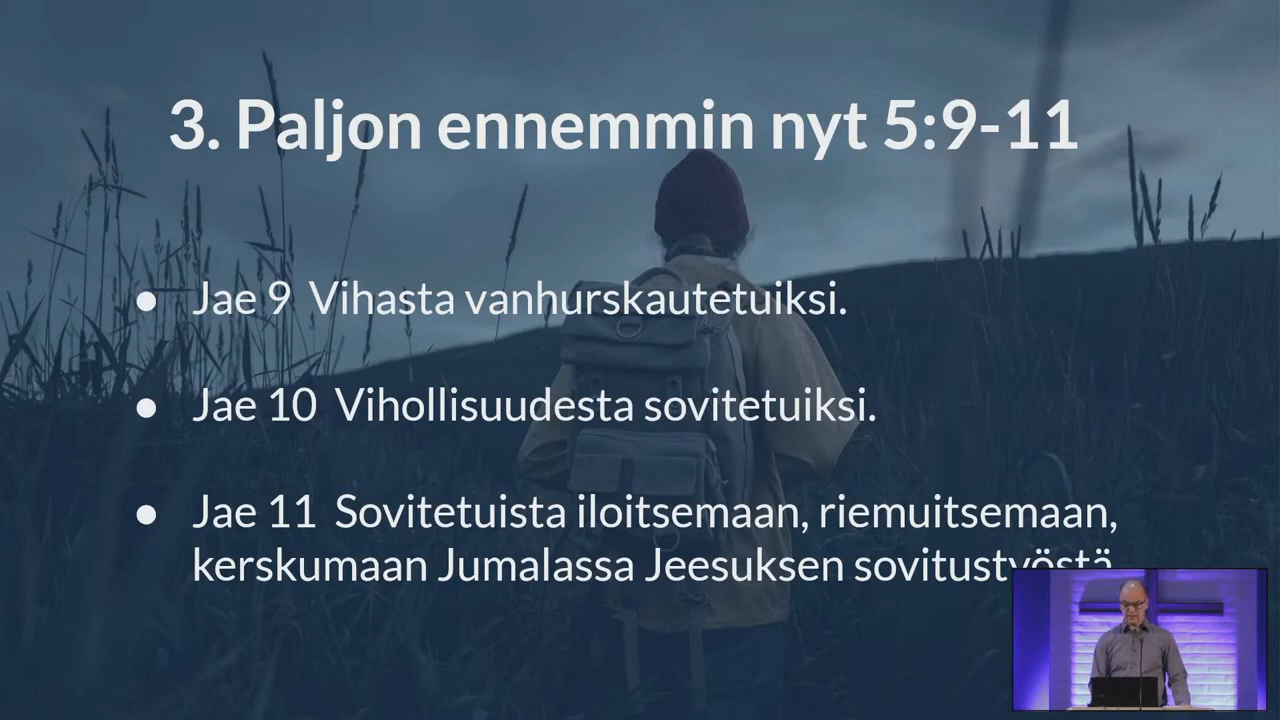 3. Paljon ennemmin nyt 5:9-11
● Jae 9 Vihasta vanhurskautetuiksi.
● Jae 10 Vihollisuudesta sovitetuiksi.
● Jae 11 Sovitetuista iloitsemaan, riemuitsemaan,
kerskumaan Jumalassa Jeesuksen sovitustyöstä